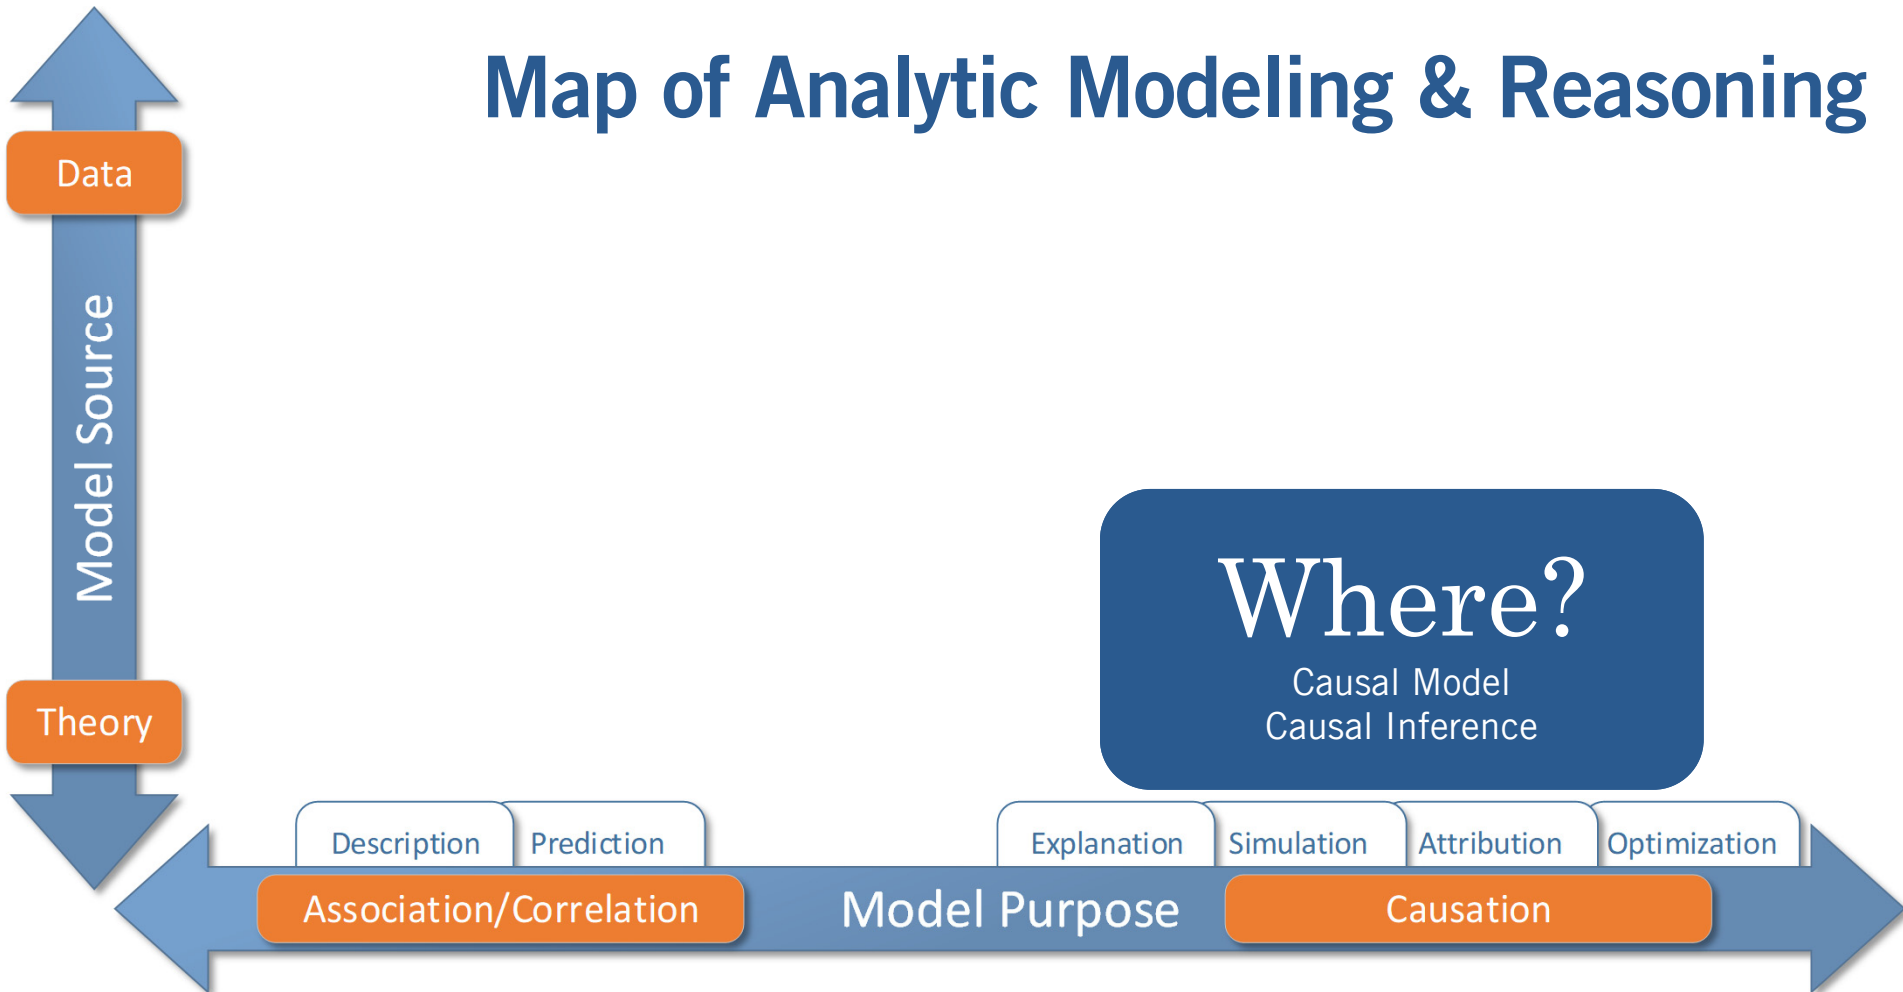 Map of Analytic Modeling & Reasoning
Data
Model Source
Theory
Where?
Causal Model
Causal Inference
Description
Prediction
Explanation
Simulation
Attribution
Optimization
Association/Correlation
Model Purpose
Causation